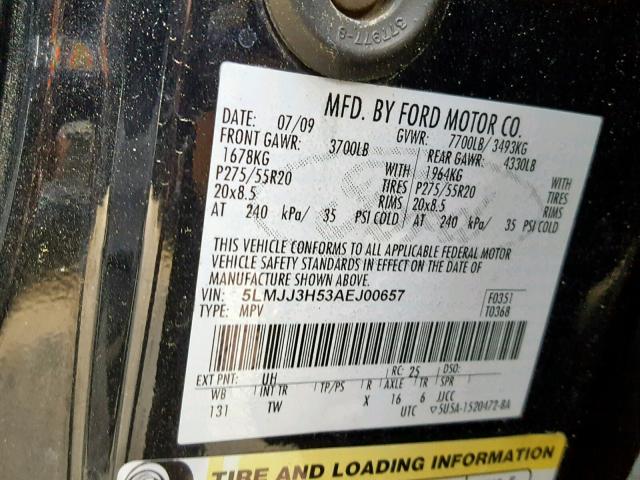 377977-9
MFD. BY FORD MOTOR CO.
DATE: 07/09 GVWR: 7700LB/ 3493KG
FRONT GAWR: 3700LB REAR GAWR: 4330LB
1678KG WITH 1964KG WITH
P275/55R20 TIRES P275/55R20 TIRES
20x8.5 RIMS 20x8.5 RIMS
AT 240 kPa/ 35 PSI COLD AT 240 kPa/ 35 PSI COLD
THIS VEHICLE CONFORMS TO ALL APPLICABLE FEDERAL MOTOR
VEHICLE SAFETY STANDARDS IN EFFECT ON THE DATE OF
MANUFACTURE SHOWN ABOVE.
VIN: 5LMJJ3H53AEJ00657 F0351
TYPE: MPV T0368
EXT PNT: UH RC: 25 DSO:
WB INT TR TP/PS R AXLE TR SPR
131 TW X 16 6 JJCC
UTC ▽5U5A-1520472-BA
TIRE AND LOADING INFORMATION